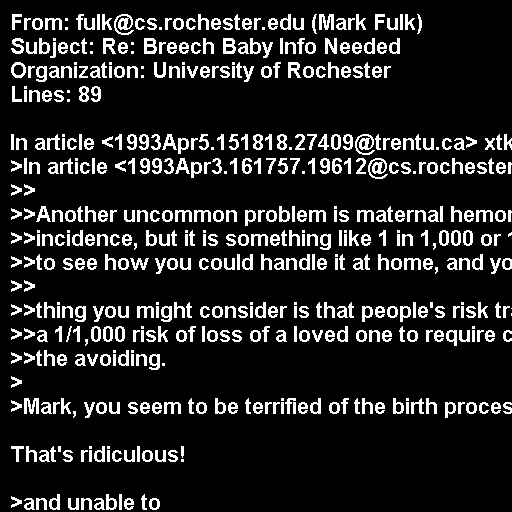 From: fulk@cs.rochester.edu (Mark Fulk)
Subject: Re: Breech Baby Info Needed
Organization: University of Rochester
Lines: 89

In article <1993Apr5.151818.27409@trentu.ca> xtk
>In article <1993Apr3.161757.19612@cs.rochester
>>
>>Another uncommon problem is maternal hemor
>>incidence, but it is something like 1 in 1,000 or 1
>>to see how you could handle it at home, and yo
>>
>>thing you might consider is that people's risk tra
>>a 1/1,000 risk of loss of a loved one to require c
>>the avoiding.
>
>Mark, you seem to be terrified of the birth proces

That's ridiculous!

>and unable to